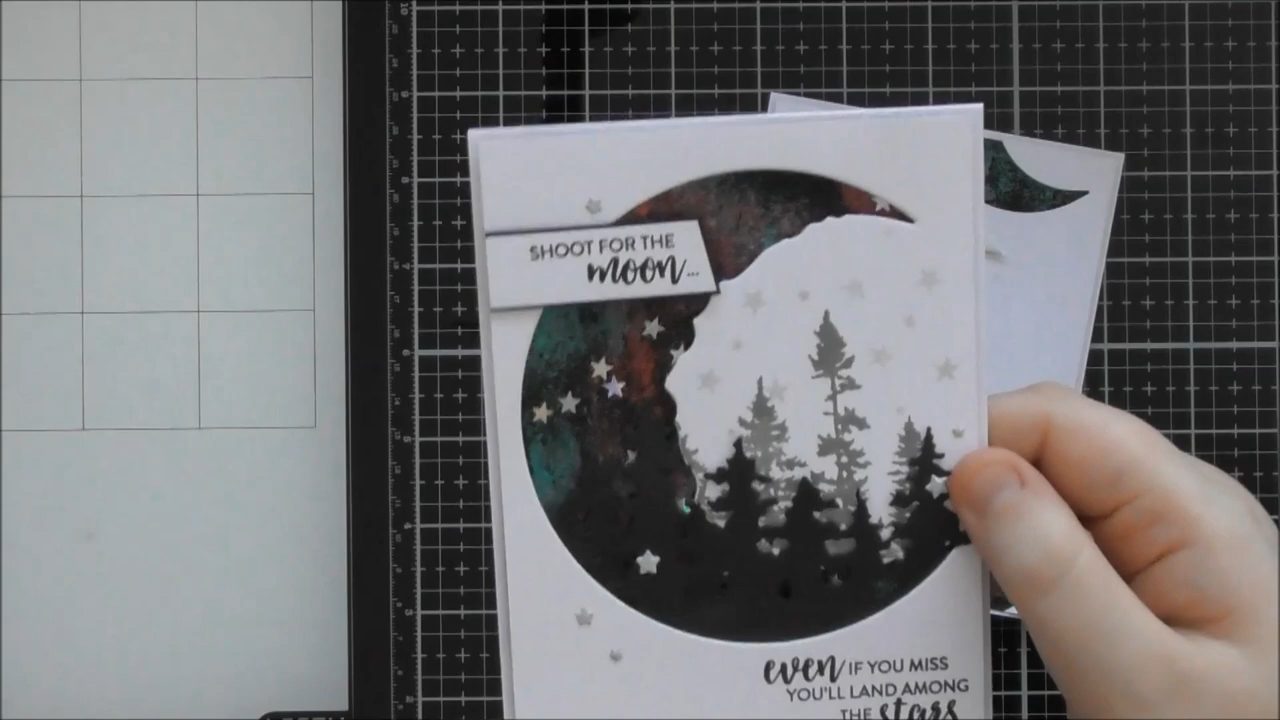 SHOOT FOR THE
moon...
even IF YOU MISS
YOU'LL LAND AMONG
THE stars